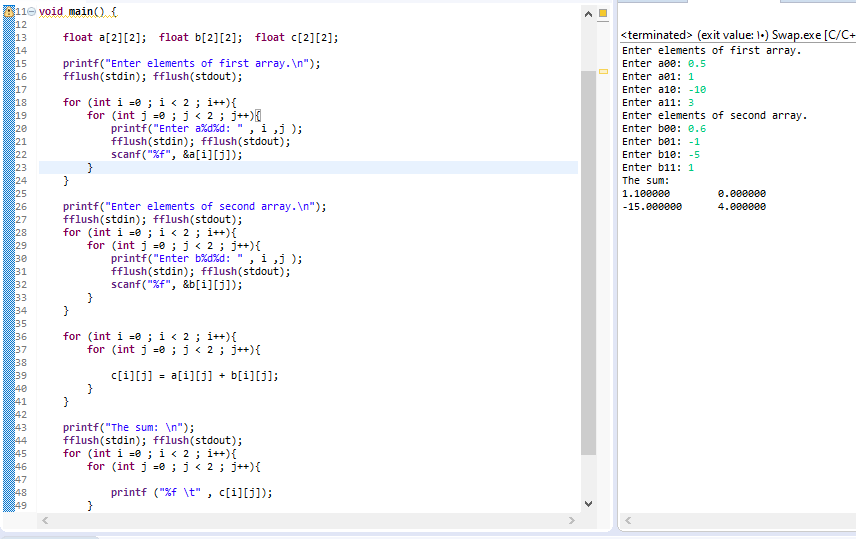 11 void main() {
12
13 float a[2][2];  float b[2][2];  float c[2][2];
14
15 printf("Enter elements of first array.\n");
16 fflush(stdin); fflush(stdout);
17
18 for (int i =0 ; i < 2 ; i++){
19 for (int j =0 ; j < 2 ; j++){
20 printf("Enter a%d%d: " , i ,j );
21 fflush(stdin); fflush(stdout);
22 scanf("%f", &a[i][j]);
23 }
24 }
25
26 printf("Enter elements of second array.\n");
27 fflush(stdin); fflush(stdout);
28 for (int i =0 ; i < 2 ; i++){
29 for (int j =0 ; j < 2 ; j++){
30 printf("Enter b%d%d: " , i ,j );
31 fflush(stdin); fflush(stdout);
32 scanf("%f", &b[i][j]);
33 }
34 }
35
36 for (int i =0 ; i < 2 ; i++){
37 for (int j =0 ; j < 2 ; j++){
38
39 c[i][j] = a[i][j] + b[i][j];
40 }
41 }
42
43 printf("The sum: \n");
44 fflush(stdin); fflush(stdout);
45 for (int i =0 ; i < 2 ; i++){
46 for (int j =0 ; j < 2 ; j++){
47
48 printf ("%f \t" , c[i][j]);
49 }
<terminated> (exit value: ١٠) Swap.exe [C/C+
Enter elements of first array.
Enter a00: 0.5
Enter a01: 1
Enter a10: -10
Enter a11: 3
Enter elements of second array.
Enter b00: 0.6
Enter b01: -1
Enter b10: -5
Enter b11: 1
The sum:
1.100000 0.000000
-15.000000 4.000000